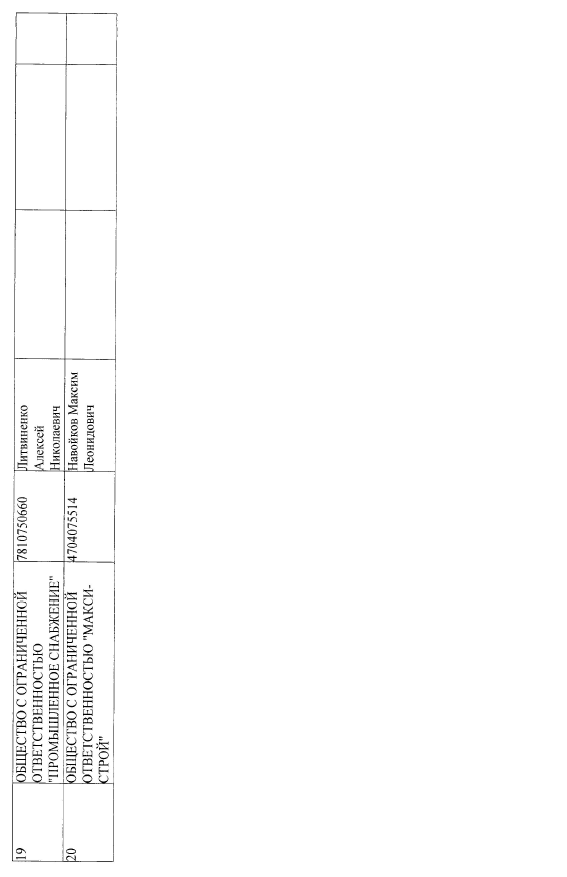 19
ОБЩЕСТВО С ОГРАНИЧЕННОЙ
ОТВЕТСТВЕННОСТЬЮ
"ПРОМЫШЛЕННОЕ СНАБЖЕНИЕ"
7810750660
Литвиненко
Алексей
Николаевич
20
ОБЩЕСТВО С ОГРАНИЧЕННОЙ
ОТВЕТСТВЕННОСТЬЮ "МАКСИ-
СТРОЙ"
4704075514
Навойков Максим
Леонидович